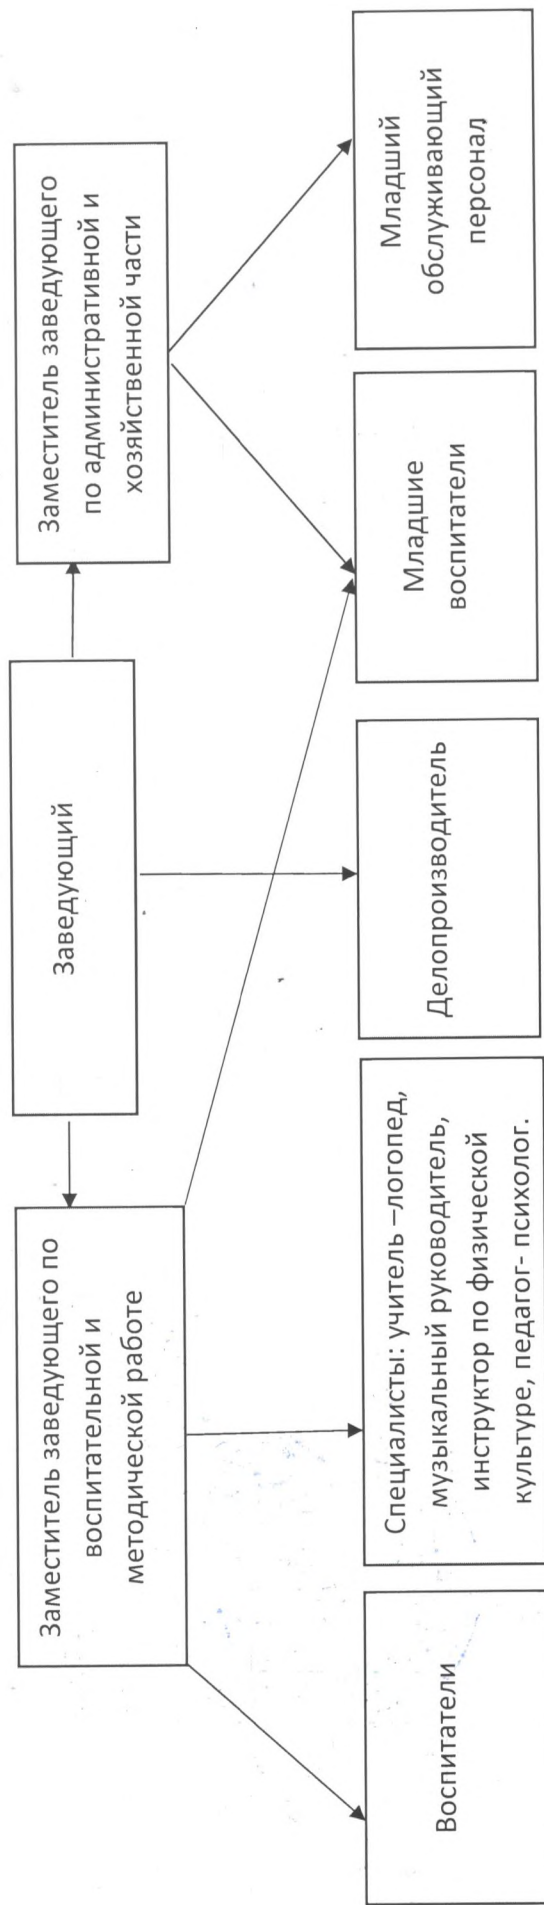 Заведующий
Заместитель заведующего по
воспитательной и
методической работе
Заместитель заведующего
по административной и
хозяйственной части
Воспитатели
Специалисты: учитель –логопед,
музыкальный руководитель,
инструктор по физической
культуре, педагог- психолог.
Делопроизводитель
Младшие
воспитатели
Младший
обслуживающий
персонал